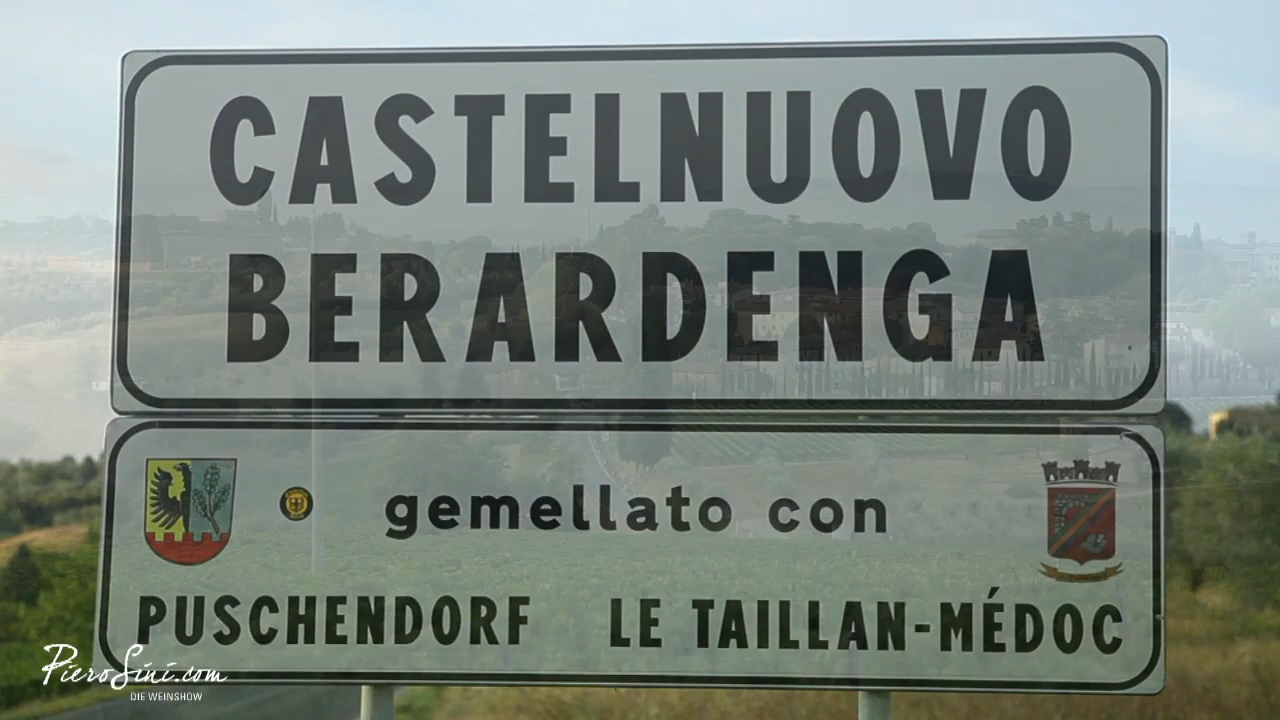 CASTELNUOVO
BERARDENGA
gemellato con
PUSCHENDORF LE TAILLAN-MÉDOC
PieroSini.com
DIE WEINSHOW